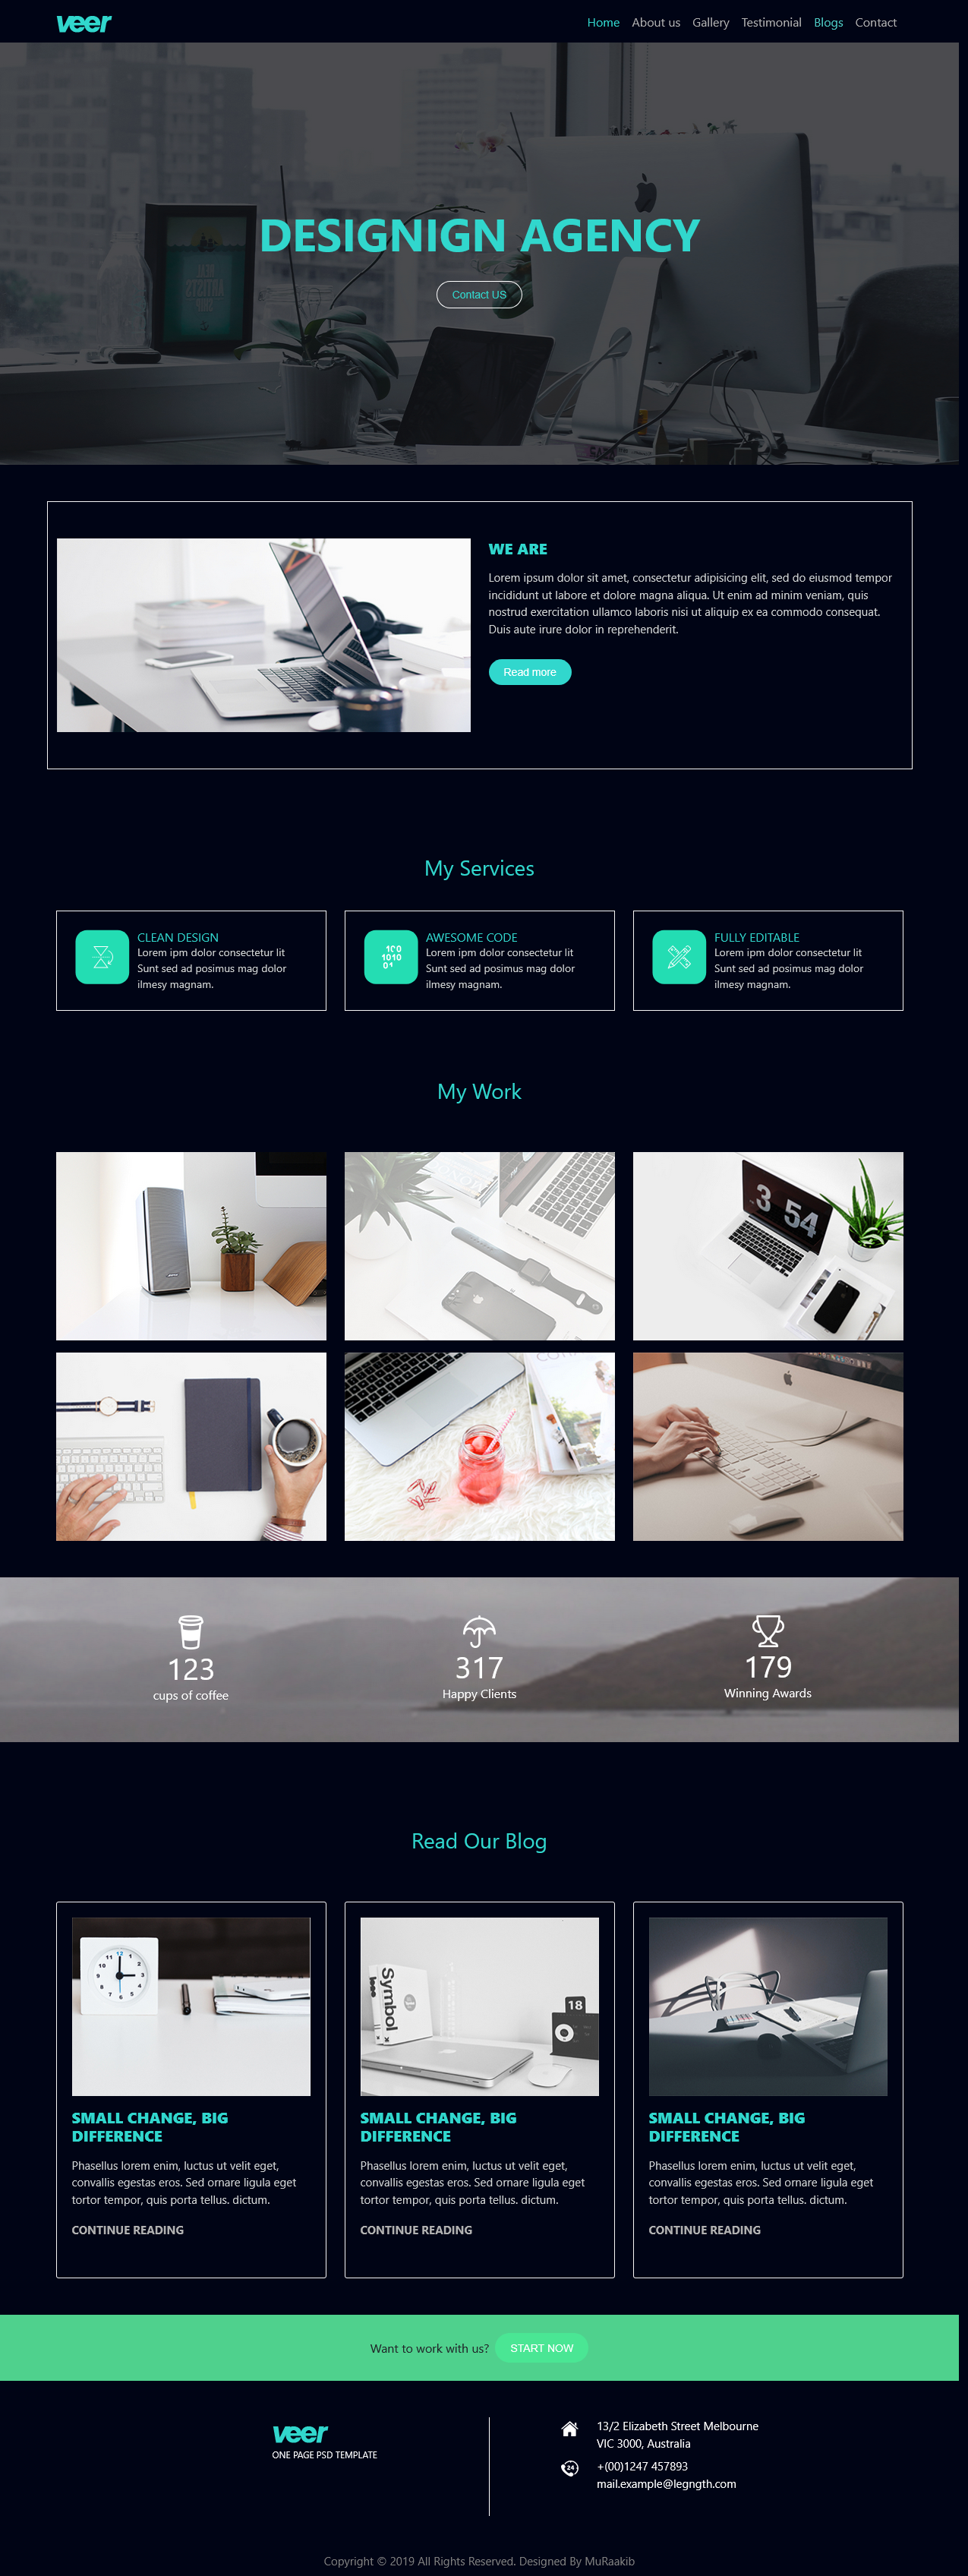 veer
Home About us Gallery Testimonial Blogs Contact
DESIGNIGN AGENCY
Contact US
WE ARE
Lorem ipsum dolor sit amet, consectetur adipisicing elit, sed do eiusmod tempor
incididunt ut labore et dolore magna aliqua. Ut enim ad minim veniam, quis
nostrud exercitation ullamco laboris nisi ut aliquip ex ea commodo consequat.
Duis aute irure dolor in reprehenderit.
Read more
My Services
CLEAN DESIGN
Lorem ipm dolor consectetur lit
Sunt sed ad posimus mag dolor
ilmesy magnam.
100
1010
01
AWESOME CODE
Lorem ipm dolor consectetur lit
Sunt sed ad posimus mag dolor
ilmesy magnam.
FULLY EDITABLE
Lorem ipm dolor consectetur lit
Sunt sed ad posimus mag dolor
ilmesy magnam.
My Work
3 54
123
cups of coffee
317
Happy Clients
179
Winning Awards
Read Our Blog
SMALL CHANGE, BIG
DIFFERENCE
Phasellus lorem enim, luctus ut velit eget,
convallis egestas eros. Sed ornare ligula eget
tortor tempor, quis porta tellus. dictum.
CONTINUE READING
Symbol
18
SMALL CHANGE, BIG
DIFFERENCE
Phasellus lorem enim, luctus ut velit eget,
convallis egestas eros. Sed ornare ligula eget
tortor tempor, quis porta tellus. dictum.
CONTINUE READING
SMALL CHANGE, BIG
DIFFERENCE
Phasellus lorem enim, luctus ut velit eget,
convallis egestas eros. Sed ornare ligula eget
tortor tempor, quis porta tellus. dictum.
CONTINUE READING
Want to work with us? START NOW
veer
ONE PAGE PSD TEMPLATE
13/2 Elizabeth Street Melbourne
VIC 3000, Australia
24
+(00)1247 457893
mail.example@legngth.com
Copyright © 2019 All Rights Reserved. Designed By MuRaakib